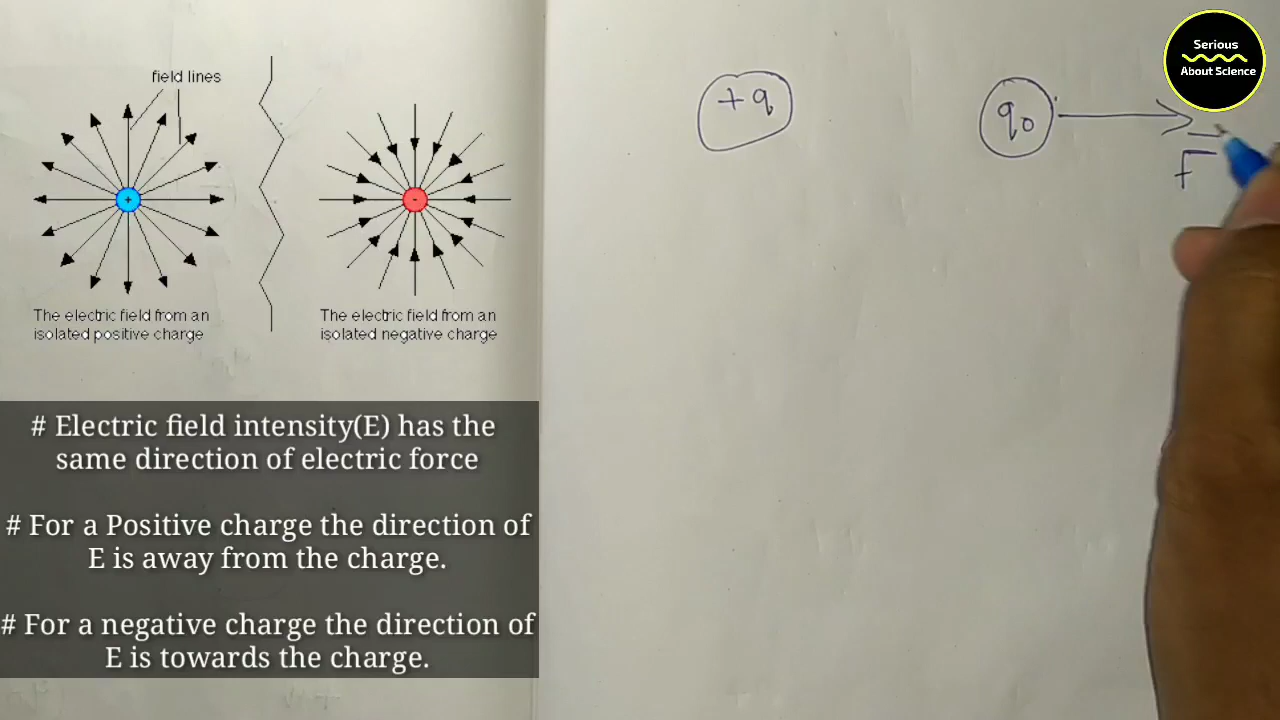 field lines
+
-
The electric field from an
isolated positive charge
The electric field from an
isolated negative charge
# Electric field intensity(E) has the
same direction of electric force
# For a Positive charge the direction of
E is away from the charge.
# For a negative charge the direction of
E is towards the charge.
+q
q0
F
Serious
About Science